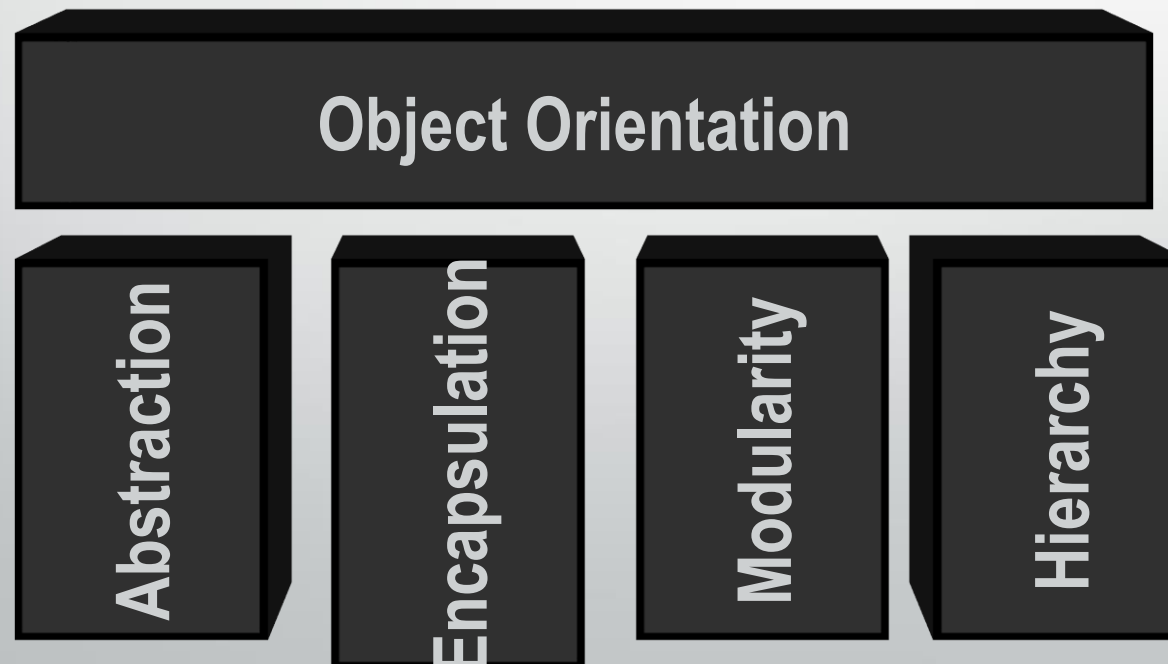 Object Orientation
Abstraction
Encapsulation
Modularity
Hierarchy